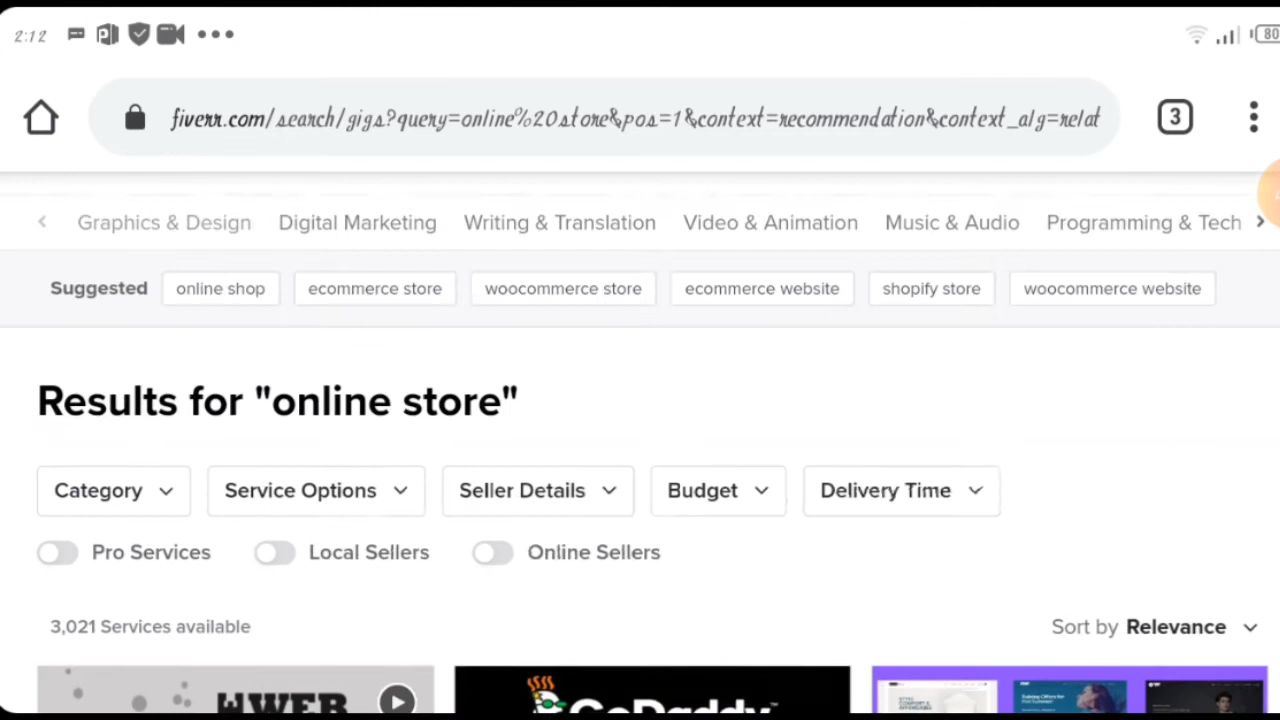 2:12
80
fiverr.com/search/gigs?query=online%20store&pos=1&context=recommendation&context_alg=relat
3
Graphics & Design Digital Marketing Writing & Translation Video & Animation Music & Audio Programming & Tech
Suggested online shop ecommerce store woocommerce store ecommerce website shopify store woocommerce website
Results for "online store"
Category Service Options Seller Details Budget Delivery Time
Pro Services Local Sellers Online Sellers
3,021 Services available Sort by Relevance
WEB GoDaddy